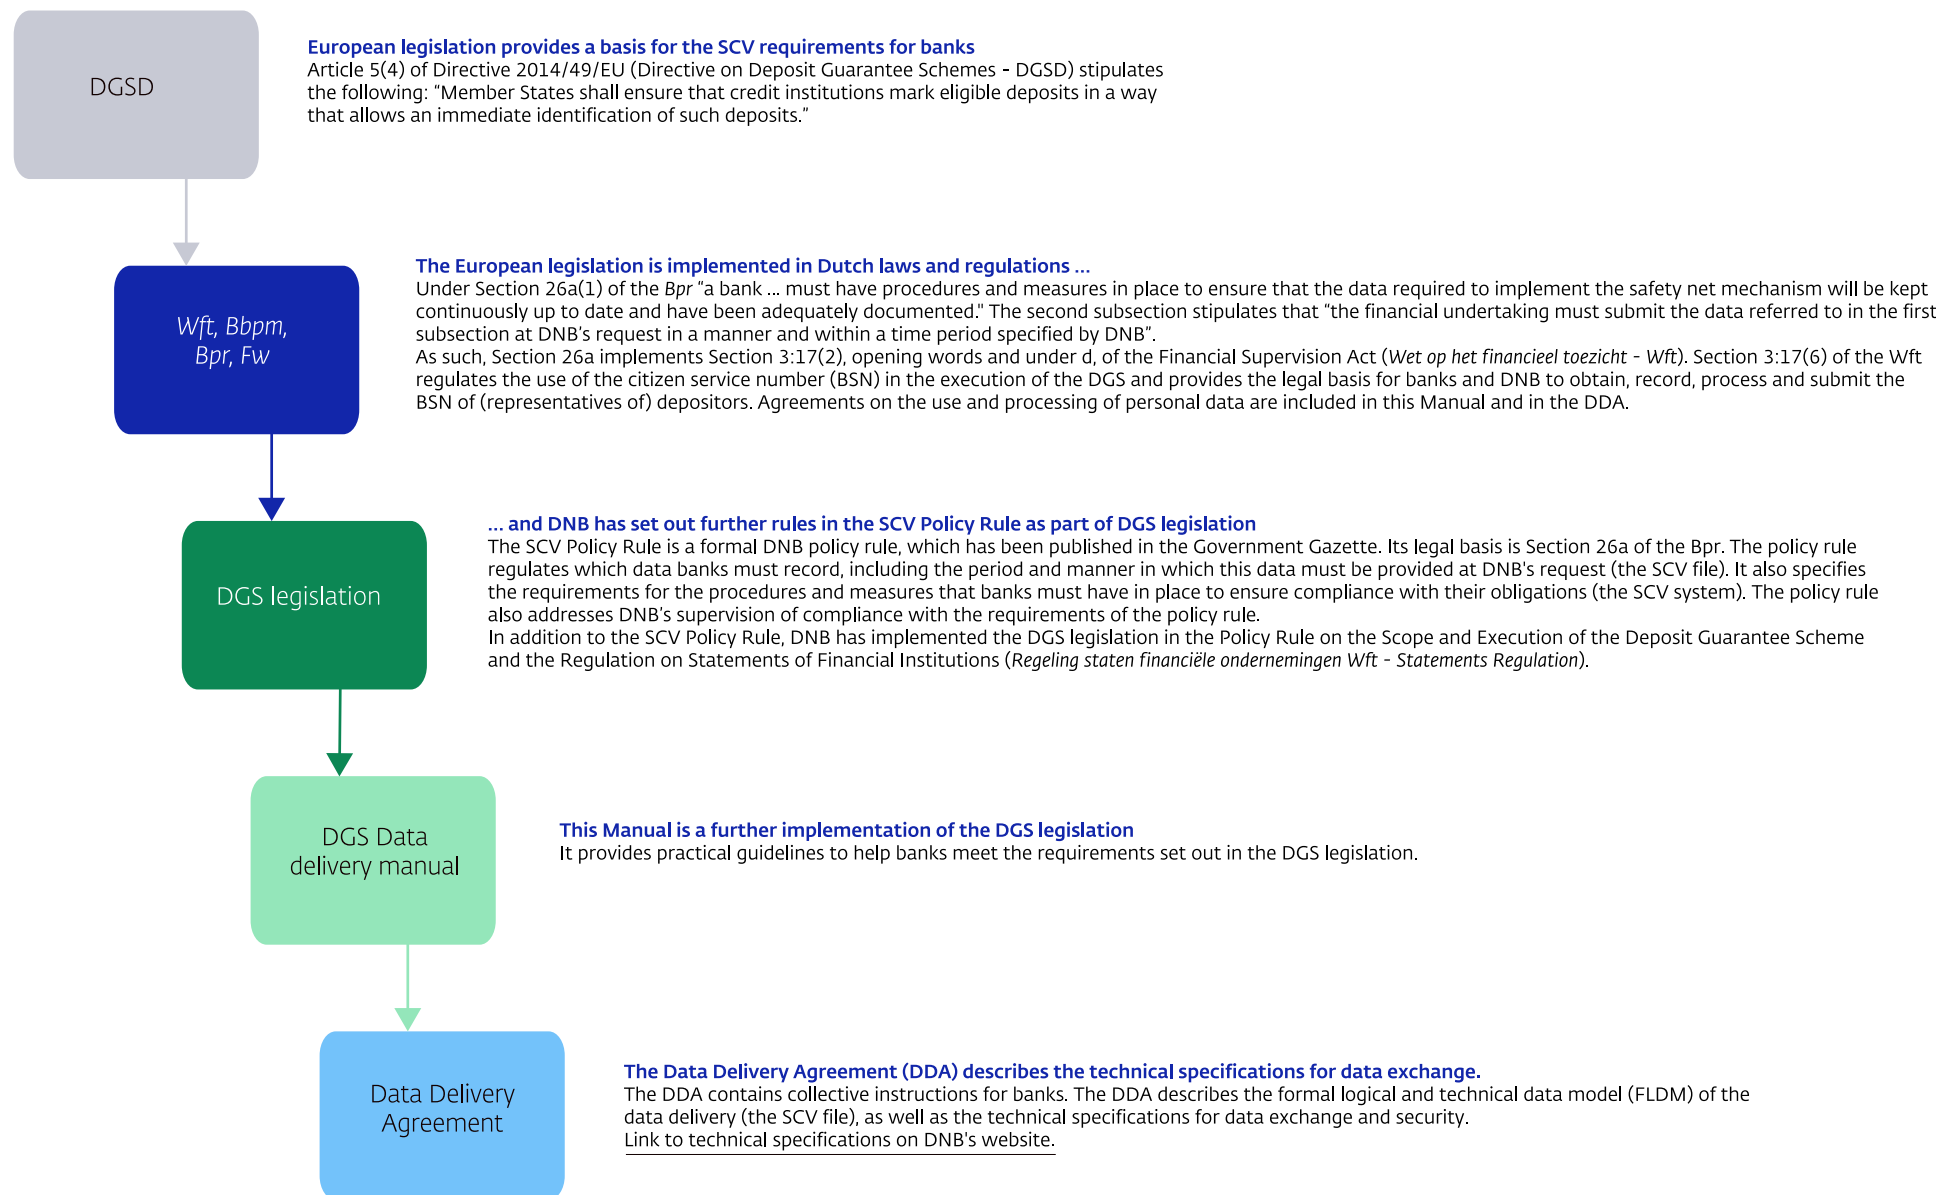 DGSD
European legislation provides a basis for the SCV requirements for banks
Article 5(4) of Directive 2014/49/EU (Directive on Deposit Guarantee Schemes - DGSD) stipulates
the following: “Member States shall ensure that credit institutions mark eligible deposits in a way
that allows an immediate identification of such deposits.”
Wft, Bbpm,
Bpr, Fw
The European legislation is implemented in Dutch laws and regulations ...
Under Section 26a(1) of the Bpr “a bank ... must have procedures and measures in place to ensure that the data required to implement the safety net mechanism will be kept
continuously up to date and have been adequately documented." The second subsection stipulates that “the financial undertaking must submit the data referred to in the first
subsection at DNB’s request in a manner and within a time period specified by DNB”.
As such, Section 26a implements Section 3:17(2), opening words and under d, of the Financial Supervision Act (Wet op het financieel toezicht - Wft). Section 3:17(6) of the Wft
regulates the use of the citizen service number (BSN) in the execution of the DGS and provides the legal basis for banks and DNB to obtain, record, process and submit the
BSN of (representatives of) depositors. Agreements on the use and processing of personal data are included in this Manual and in the DDA.
DGS legislation
... and DNB has set out further rules in the SCV Policy Rule as part of DGS legislation
The SCV Policy Rule is a formal DNB policy rule, which has been published in the Government Gazette. Its legal basis is Section 26a of the Bpr. The policy rule
regulates which data banks must record, including the period and manner in which this data must be provided at DNB's request (the SCV file). It also specifies
the requirements for the procedures and measures that banks must have in place to ensure compliance with their obligations (the SCV system). The policy rule
also addresses DNB’s supervision of compliance with the requirements of the policy rule.
In addition to the SCV Policy Rule, DNB has implemented the DGS legislation in the Policy Rule on the Scope and Execution of the Deposit Guarantee Scheme
and the Regulation on Statements of Financial Institutions (Regeling staten financiële ondernemingen Wft - Statements Regulation).
DGS Data
delivery manual
This Manual is a further implementation of the DGS legislation
It provides practical guidelines to help banks meet the requirements set out in the DGS legislation.
Data Delivery
Agreement
The Data Delivery Agreement (DDA) describes the technical specifications for data exchange.
The DDA contains collective instructions for banks. The DDA describes the formal logical and technical data model (FLDM) of the
data delivery (the SCV file), as well as the technical specifications for data exchange and security.
Link to technical specifications on DNB's website.